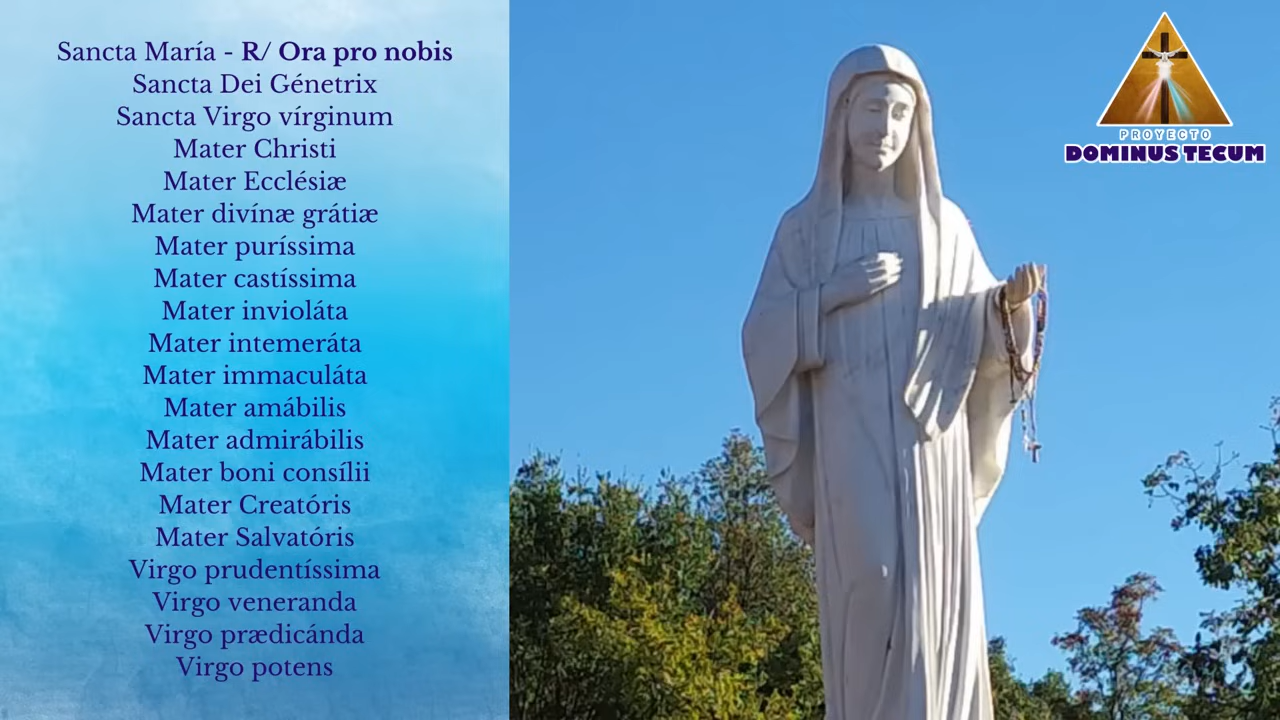 Sancta María - R/ Ora pro nobis
Sancta Dei Génetrix
Sancta Virgo vírginum
Mater Christi
Mater Ecclésiæ
Mater divínæ grátiæ
Mater puríssima
Mater castíssima
Mater invioláta
Mater intemeráta
Mater immaculáta
Mater amábilis
Mater admirábilis
Mater boni consílii
Mater Creatóris
Mater Salvatóris
Virgo prudentíssima
Virgo veneranda
Virgo prædicánda
Virgo potens
PROYECTO
DOMINUS TECUM